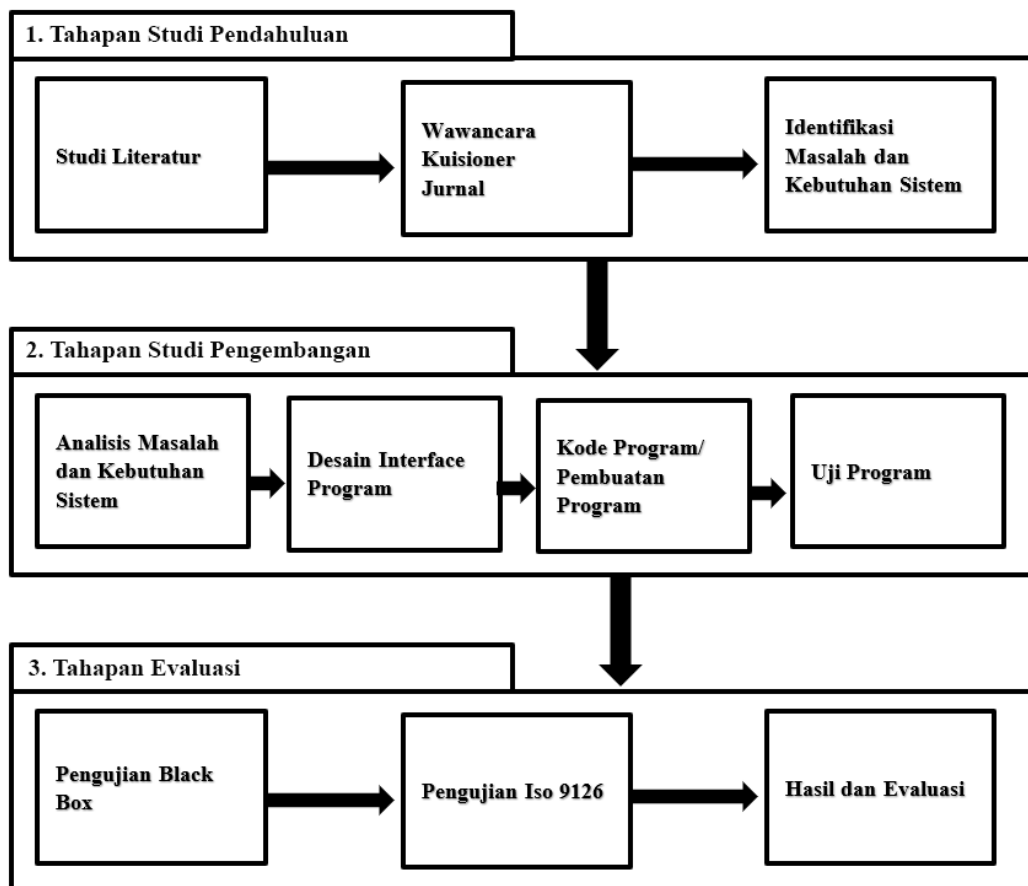 1. Tahapan Studi Pendahuluan
Studi Literatur
Wawancara
Kuisioner
Jurnal
Identifikasi
Masalah dan
Kebutuhan Sistem
2. Tahapan Studi Pengembangan
Analisis Masalah
dan Kebutuhan
Sistem
Desain Interface
Program
Kode Program/
Pembuatan
Program
Uji Program
3. Tahapan Evaluasi
Pengujian Black
Box
Pengujian Iso 9126
Hasil dan Evaluasi